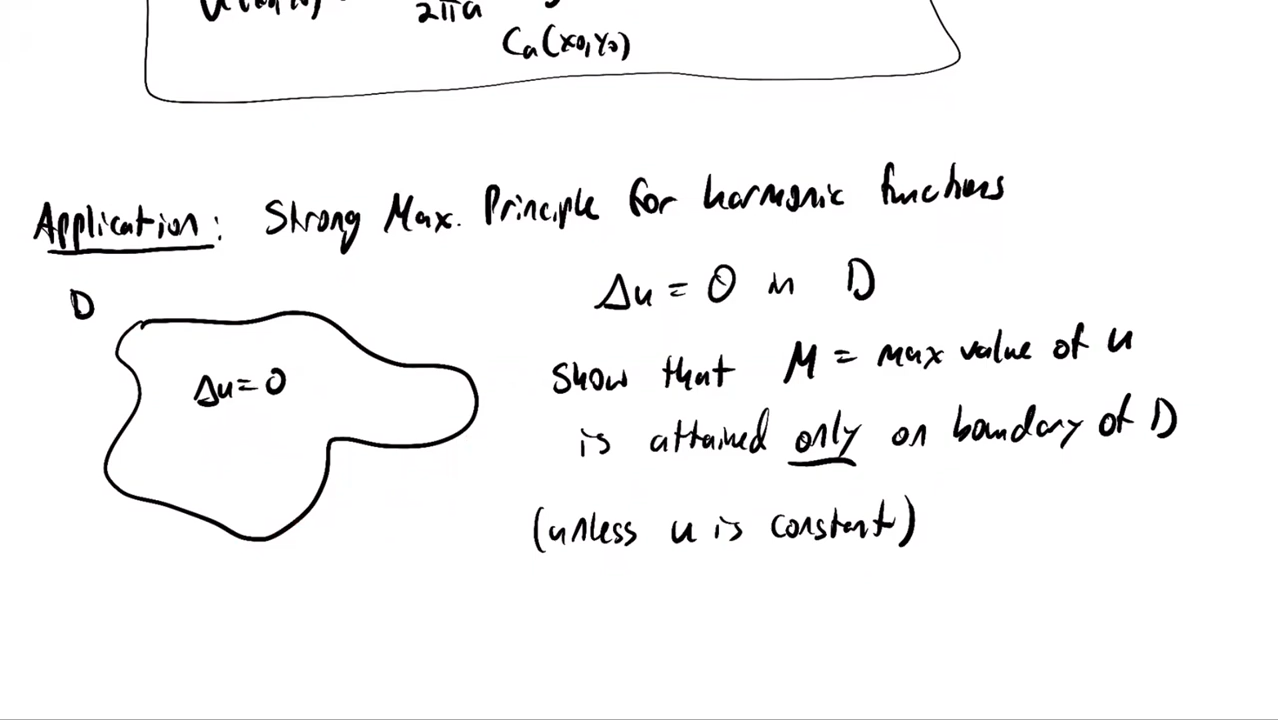 2πa
Ca(x0,y0)
Application: Strong Max. Principle for harmonic functions
D
Δu = 0 in D
Δu = 0
Show that M = max value of u
is attained only on boundary of D
(unless u is constant)